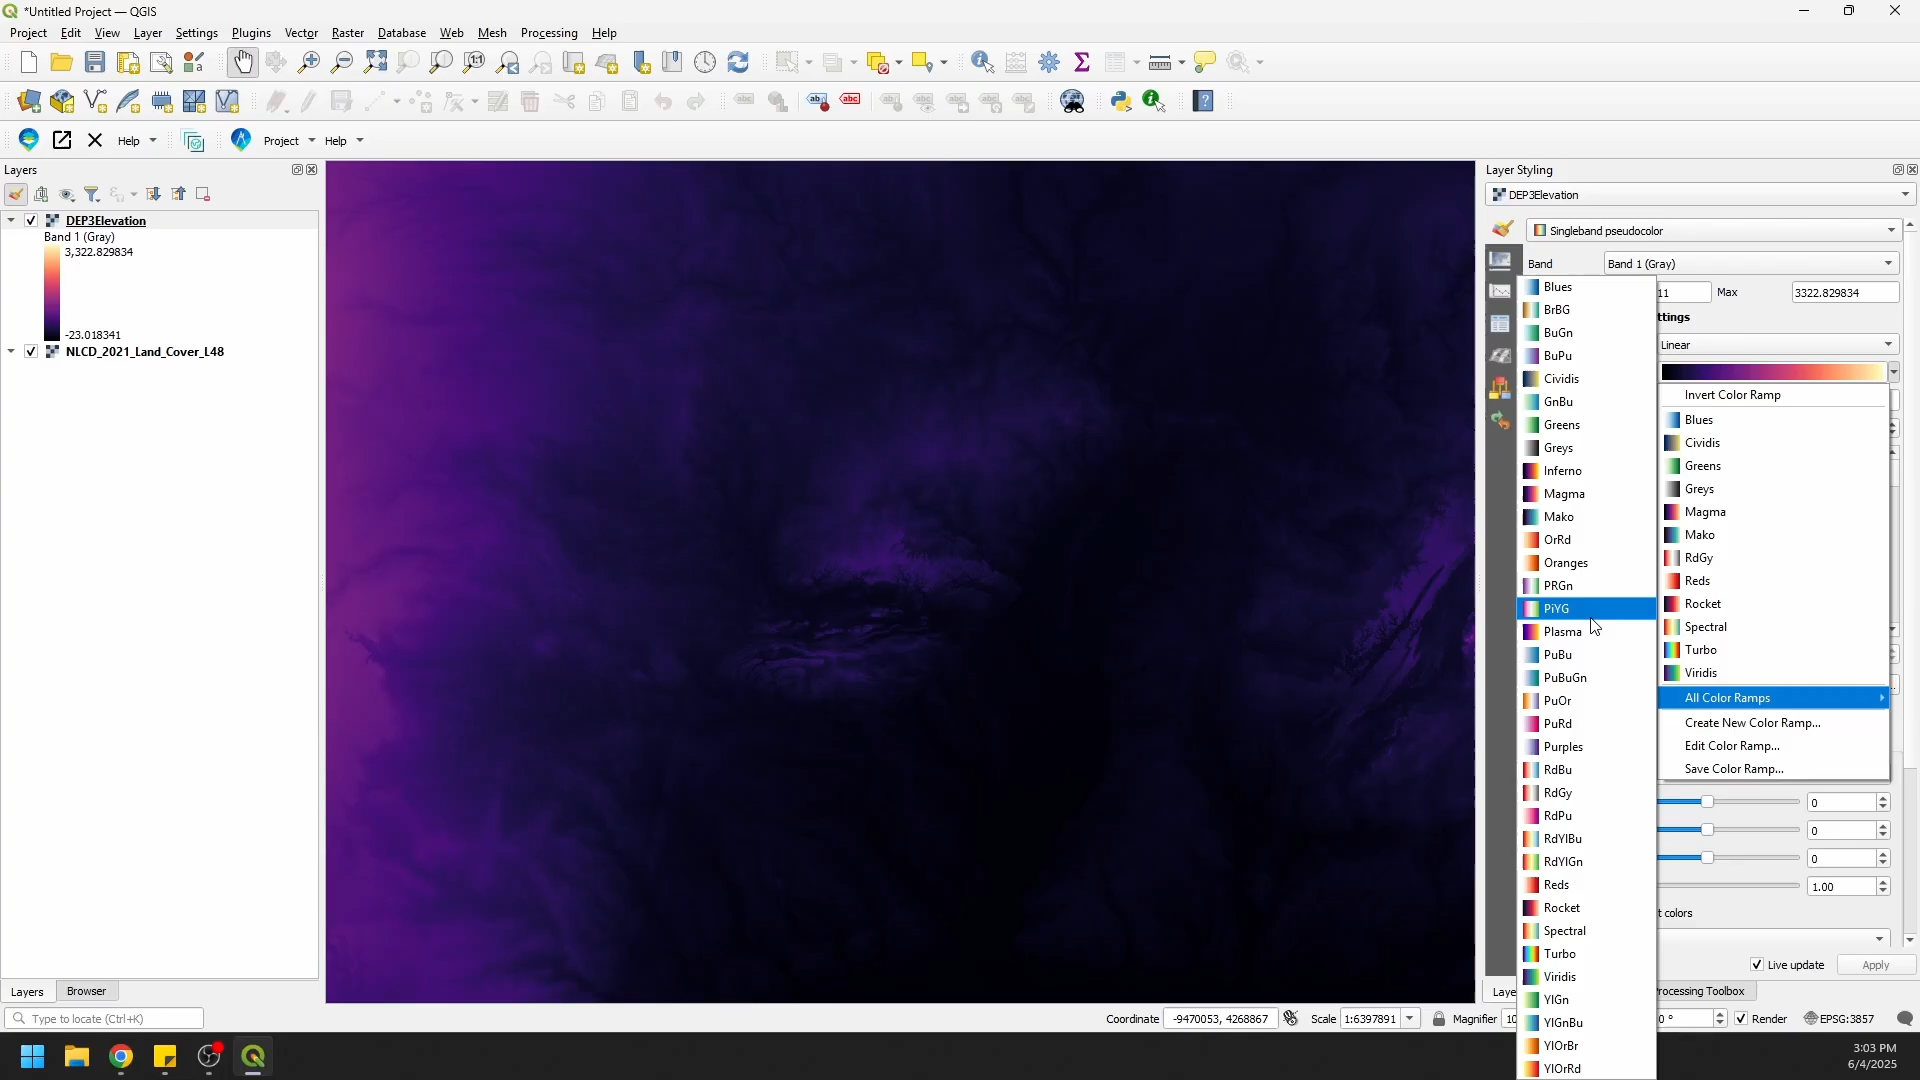 *Untitled Project — QGIS
Project Edit View Layer Settings Plugins Vector Raster Database Web Mesh Processing Help
Help Project Help
Layers
DEP3Elevation
Band 1 (Gray)
3,322.829834
-23.018341
NLCD_2021_Land_Cover_L48
Layers Browser
Type to locate (Ctrl+K)
Layer Styling
DEP3Elevation
Singleband pseudocolor
Band Band 1 (Gray)
11 Max 3322.829834
ttings
Linear
Blues
BrBG
BuGn
BuPu
Cividis
GnBu
Greens
Greys
Inferno
Magma
Mako
OrRd
Oranges
PRGn
PiYG
Plasma
PuBu
PuBuGn
PuOr
PuRd
Purples
RdBu
RdGy
RdPu
RdYlBu
RdYlGn
Reds
Rocket
Spectral
Turbo
Viridis
YlGn
YlGnBu
YlOrBr
YlOrRd
Invert Color Ramp
Blues
Cividis
Greens
Greys
Magma
Mako
RdGy
Reds
Rocket
Spectral
Turbo
Viridis
All Color Ramps
Create New Color Ramp...
Edit Color Ramp...
Save Color Ramp...
0
0
0
1.00
t colors
Live update Apply
Laye rocessing Toolbox
Coordinate -9470053, 4268867 Scale 1:6397891 Magnifier 10 0 ° Render EPSG:3857
3:03 PM
6/4/2025